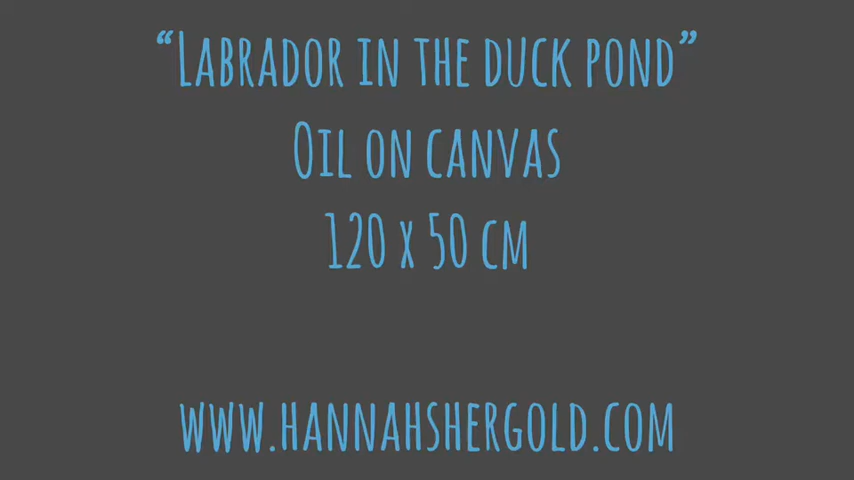 “Labrador in the duck pond”
Oil on canvas
120 x 50 cm
www.hannahshergold.com